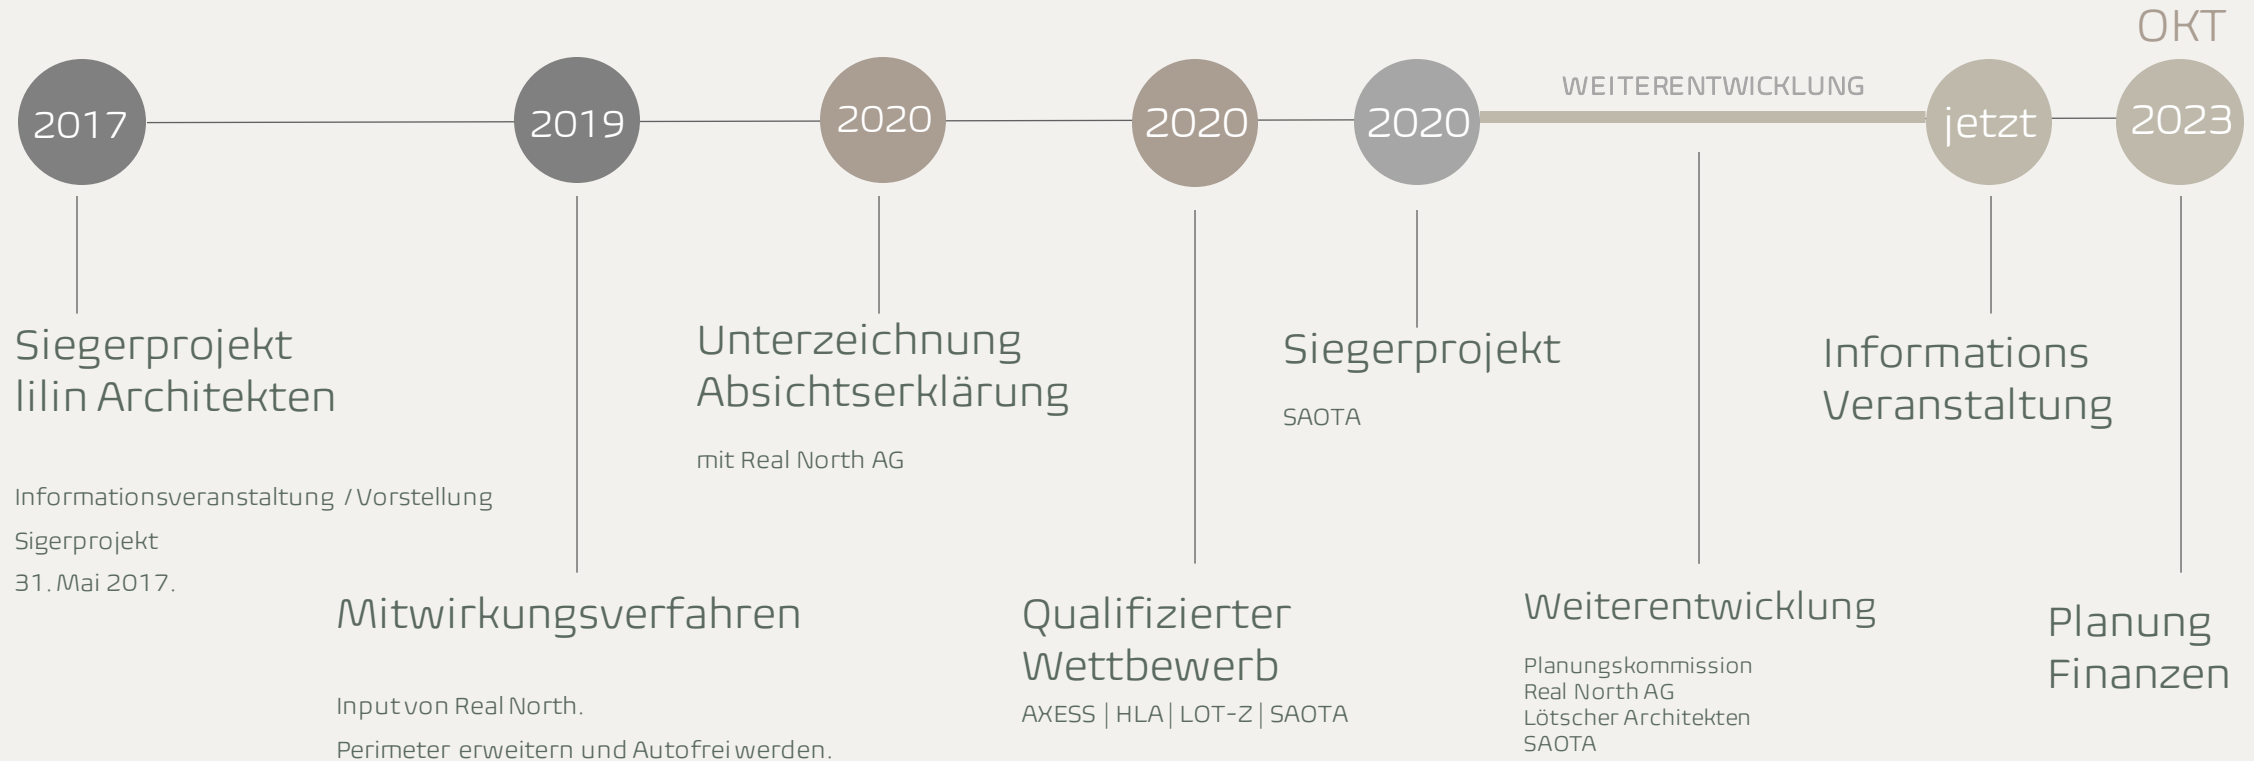 OKT
2017
2019
2020
2020
2020
WEITERENTWICKLUNG
jetzt
2023
Siegerprojekt
lilin Architekten
Informationsveranstaltung / Vorstellung
Sigerprojekt
31. Mai 2017.
Mitwirkungsverfahren
Input von Real North.
Perimeter erweitern und Autofrei werden.
Unterzeichnung
Absichtserklärung
mit Real North AG
Qualifizierter
Wettbewerb
AXESS | HLA | LOT-Z | SAOTA
Siegerprojekt
SAOTA
Weiterentwicklung
Planungskommission
Real North AG
Lötscher Architekten
SAOTA
Informations
Veranstaltung
Planung
Finanzen